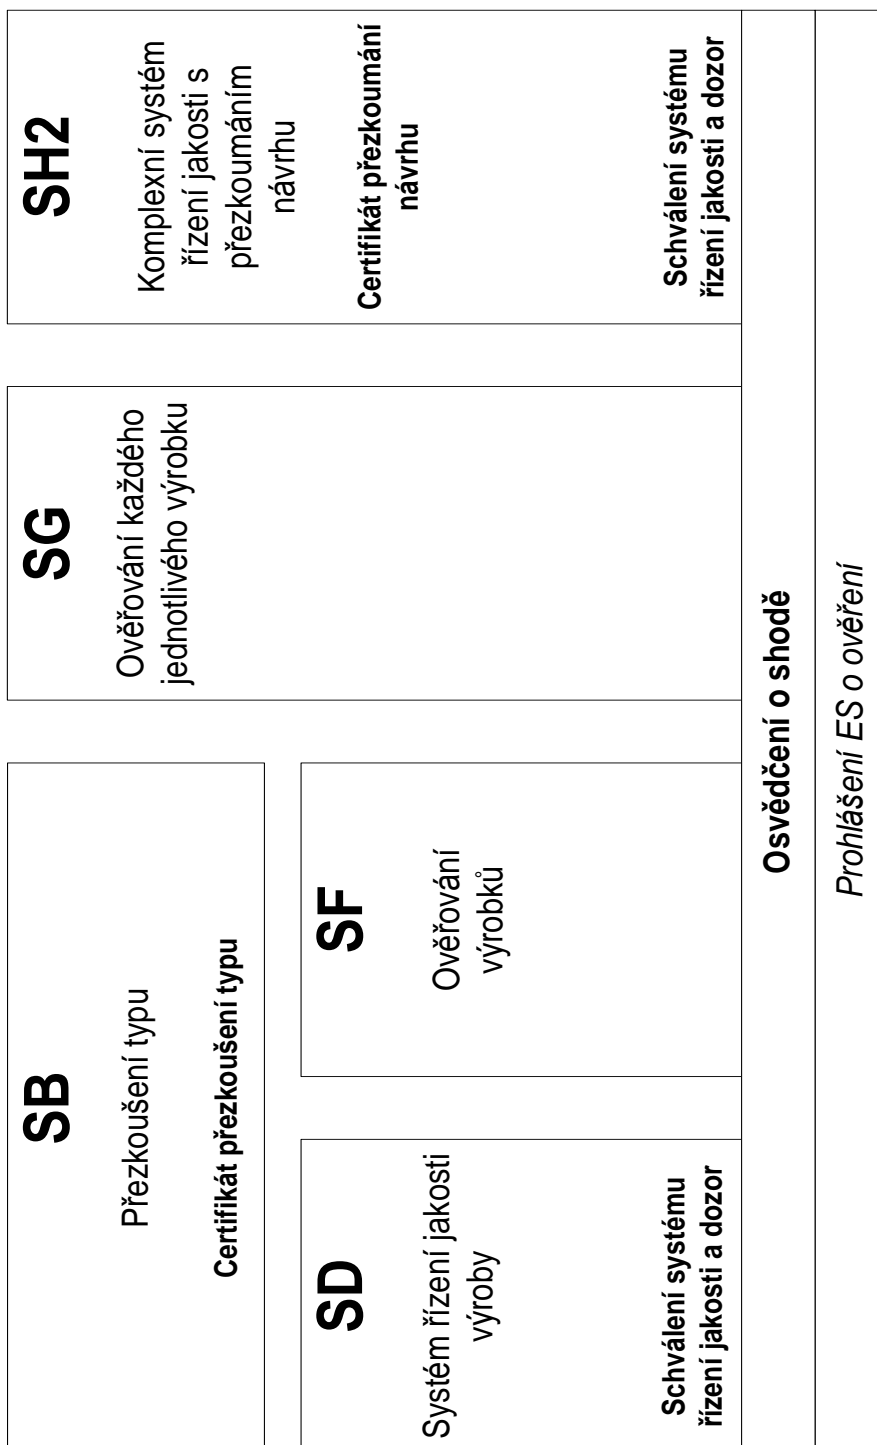 SB
Přezkoušení typu
Certifikát přezkoušení typu
SD
Systém řízení jakosti
výroby
Schválení systému
řízení jakosti a dozor
SF
Ověřování
výrobků
SG
Ověřování každého
jednotlivého výrobku
SH2
Komplexní systém
řízení jakosti s
přezkoumáním
návrhu
Certifikát přezkoumání
návrhu
Schválení systému
řízení jakosti a dozor
Osvědčení o shodě
Prohlášení ES o ověření